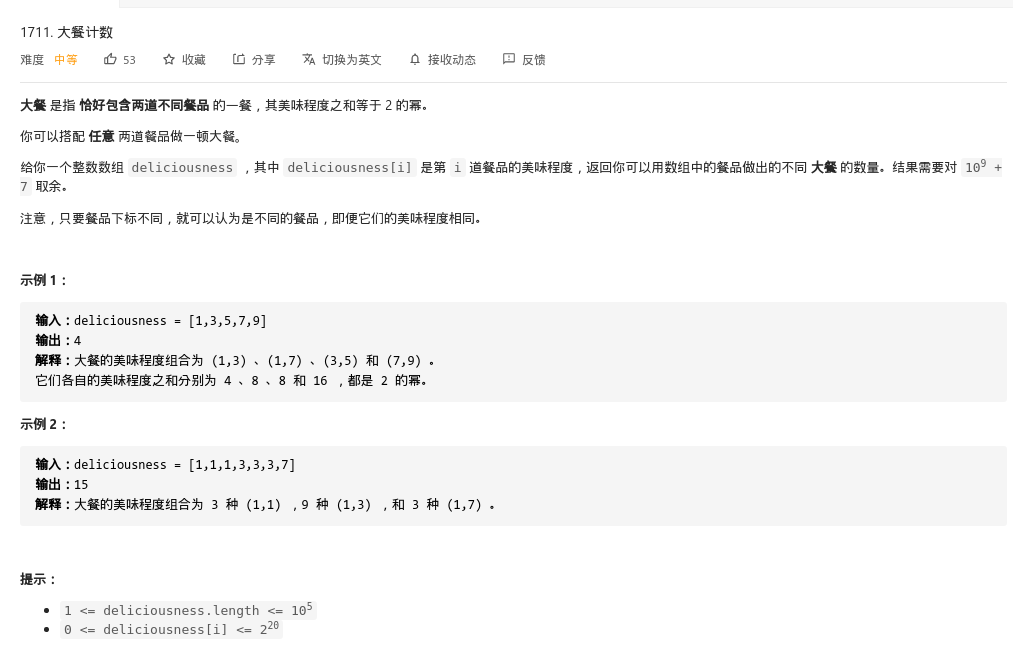 1711. 大餐计数
难度 中等 53 收藏 分享 切换为英文 接收动态 反馈
大餐 是指 恰好包含两道不同餐品 的一餐，其美味程度之和等于 2 的幂。
你可以搭配 任意 两道餐品做一顿大餐。
给你一个整数数组 deliciousness ，其中 deliciousness[i] 是第 i 道餐品的美味程度，返回你可以用数组中的餐品做出的不同 大餐 的数量。结果需要对 10⁹ +
7 取余。
注意，只要餐品下标不同，就可以认为是不同的餐品，即便它们的美味程度相同。
示例 1：
输入：deliciousness = [1,3,5,7,9]
输出：4
解释：大餐的美味程度组合为 (1,3) 、(1,7) 、(3,5) 和 (7,9) 。
它们各自的美味程度之和分别为 4 、8 、8 和 16 ，都是 2 的幂。
示例 2：
输入：deliciousness = [1,1,1,3,3,3,7]
输出：15
解释：大餐的美味程度组合为 3 种 (1,1) ，9 种 (1,3) ，和 3 种 (1,7) 。
提示：
• 1 <= deliciousness.length <= 10⁵
• 0 <= deliciousness[i] <= 2²⁰